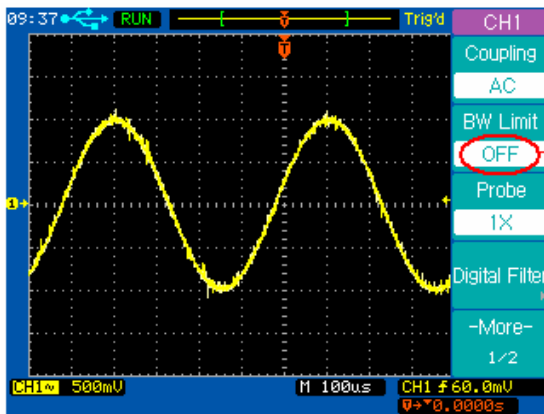 09:37 RUN T Trig'd CH1
T
Coupling
AC
BW Limit
OFF
Probe
1X
Digital Filter
-More-
1/2
1
CH1~ 500mV M 100us CH1 ƒ 60.0mV
T→▼0.0000s